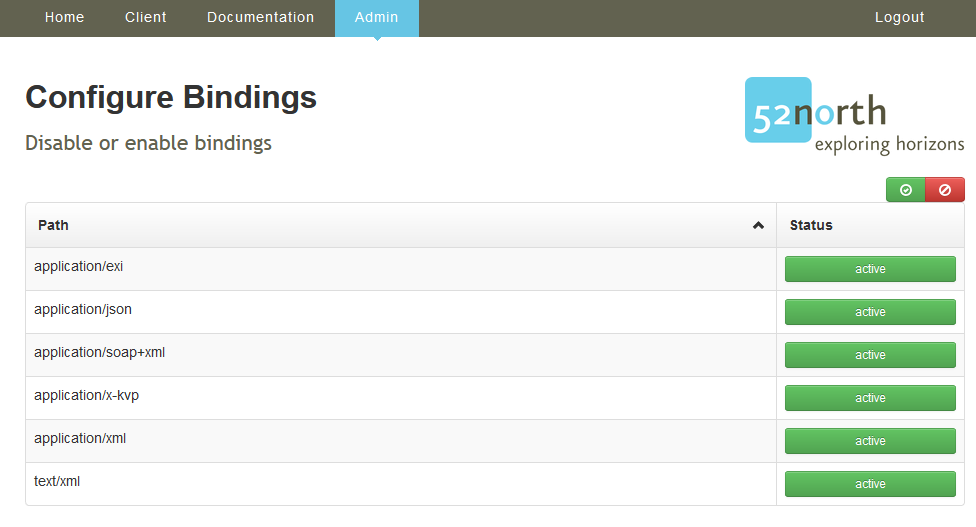 Home Client Documentation Admin Logout
Configure Bindings
Disable or enable bindings
52north
exploring horizons
Path Status
application/exi active
application/json active
application/soap+xml active
application/x-kvp active
application/xml active
text/xml active